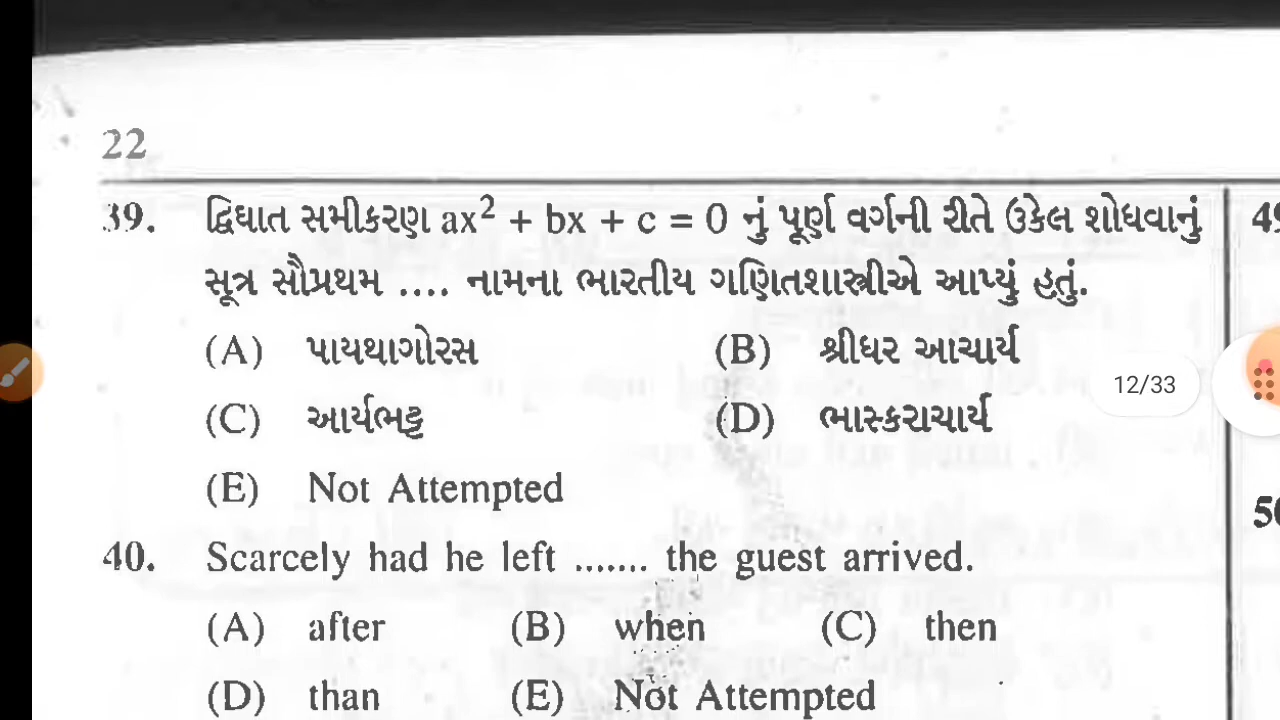 22
39. દ્વિઘાત સમીકરણ ax² + bx + c = 0 નું પૂર્ણ વર્ગની રીતે ઉકેલ શોધવાનું
સૂત્ર સૌપ્રથમ .... નામના ભારતીય ગણિતશાસ્ત્રીએ આપ્યું હતું.
(A) પાયથાગોરસ (B) શ્રીધર આચાર્ય
12/33
(C) આર્યભટ્ટ (D) ભાસ્કરાચાર્ય
(E) Not Attempted
40. Scarcely had he left ....... the guest arrived.
(A) after (B) when (C) then
(D) than (E) Not Attempted